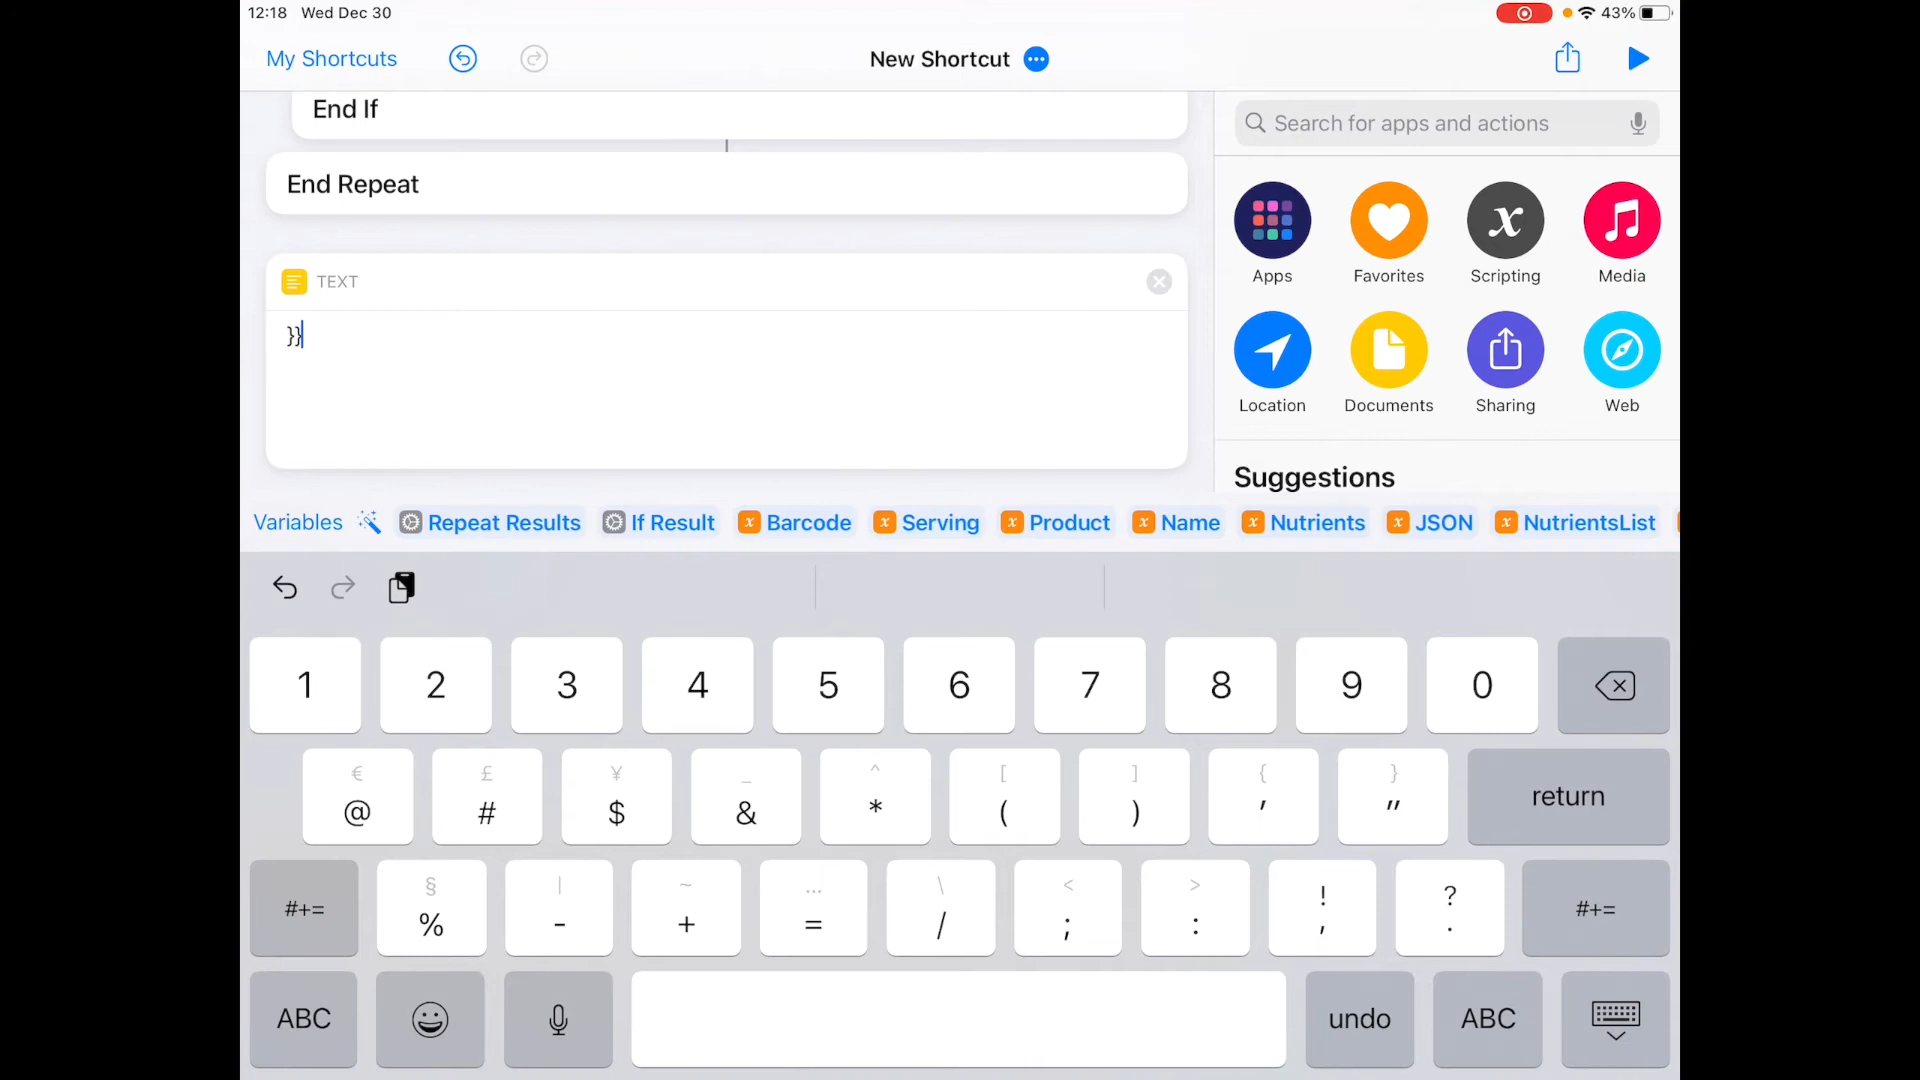 12:18 Wed Dec 30
43%
My Shortcuts
New Shortcut
End If
End Repeat
TEXT
}}
Search for apps and actions
Apps
Favorites
Scripting
Media
Location
Documents
Sharing
Web
Suggestions
Variables Repeat Results If Result Barcode Serving Product Name Nutrients JSON NutrientsList
1 2 3 4 5 6 7 8 9 0
€ £ ¥ _ ^ [ ] { }
@ # $ & * ( ) ' " return
§ | ~ … \ < > ! ?
#+= % - + = / ; : , . #+=
ABC undo ABC